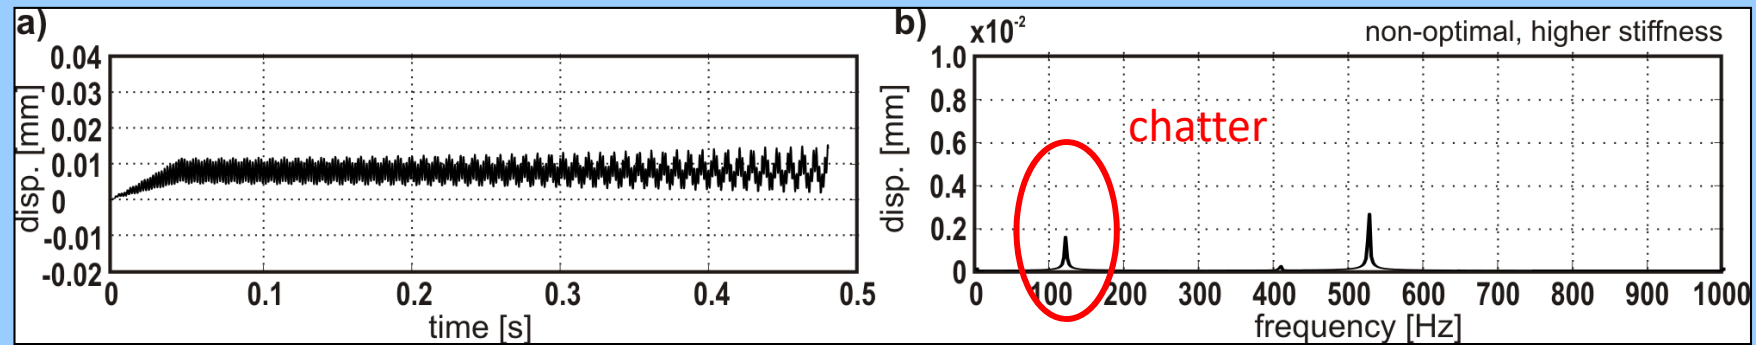 a)
0.04
0.03
0.02
0.01
0
-0.01
-0.02
disp. [mm]
0 0.1 0.2 0.3 0.4 0.5
time [s]
b)
x10-2
non-optimal, higher stiffness
1.0
0.8
0.6
0.4
0.2
0
disp. [mm]
chatter
0 100 200 300 400 500 600 700 800 900 1000
frequency [Hz]